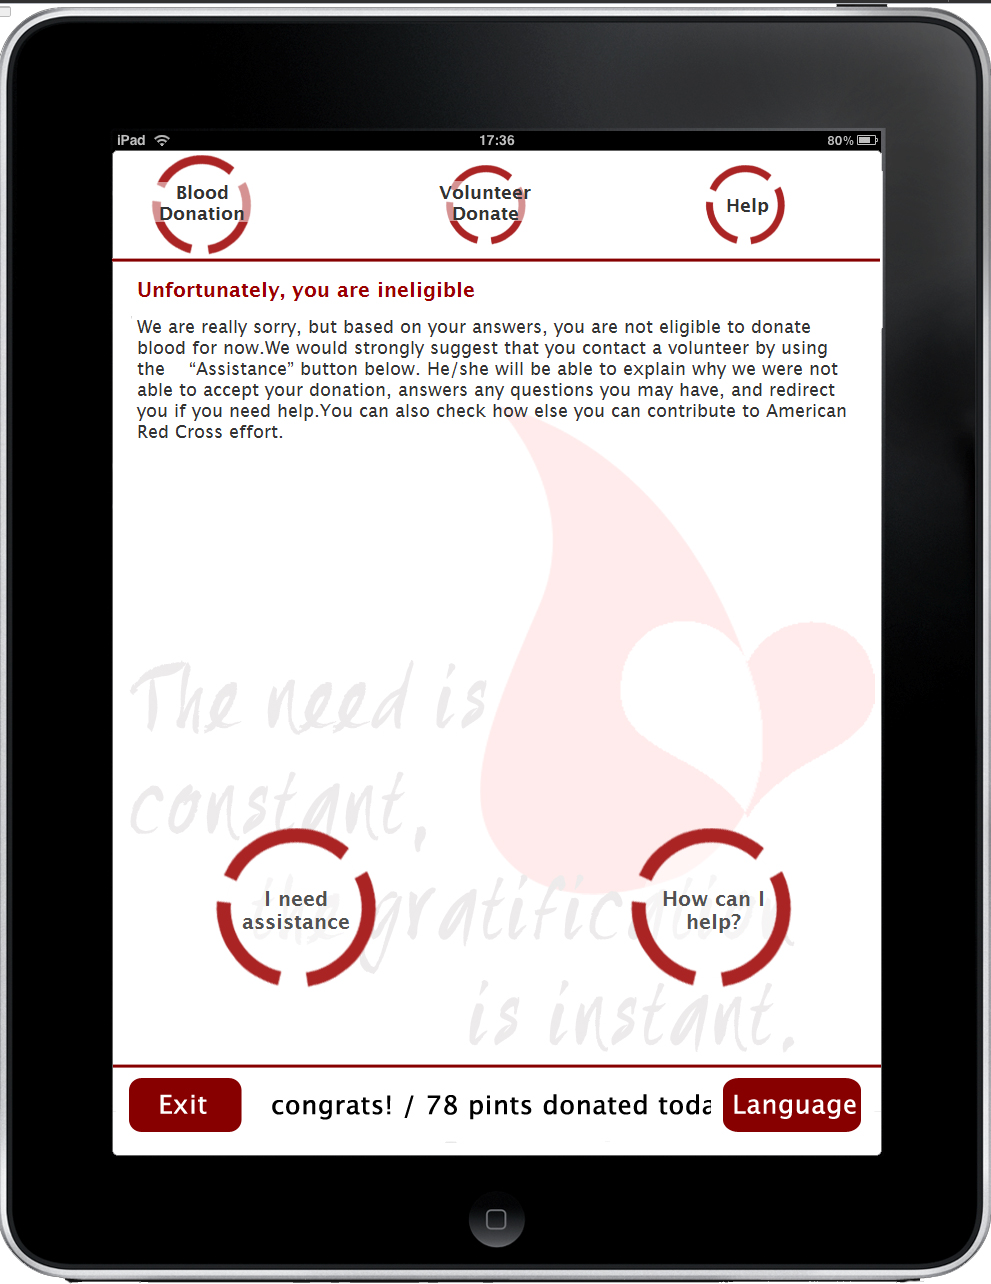 iPad 17:36 80%
Blood
Donation
Volunteer
Donate
Help
Unfortunately, you are ineligible
We are really sorry, but based on your answers, you are not eligible to donate
blood for now.We would strongly suggest that you contact a volunteer by using
the “Assistance” button below. He/she will be able to explain why we were not
able to accept your donation, answers any questions you may have, and redirect
you if you need help.You can also check how else you can contribute to American
Red Cross effort.
The need is
constant,
the gratification
is instant.
I need
assistance
How can I
help?
Exit congrats! / 78 pints donated toda Language